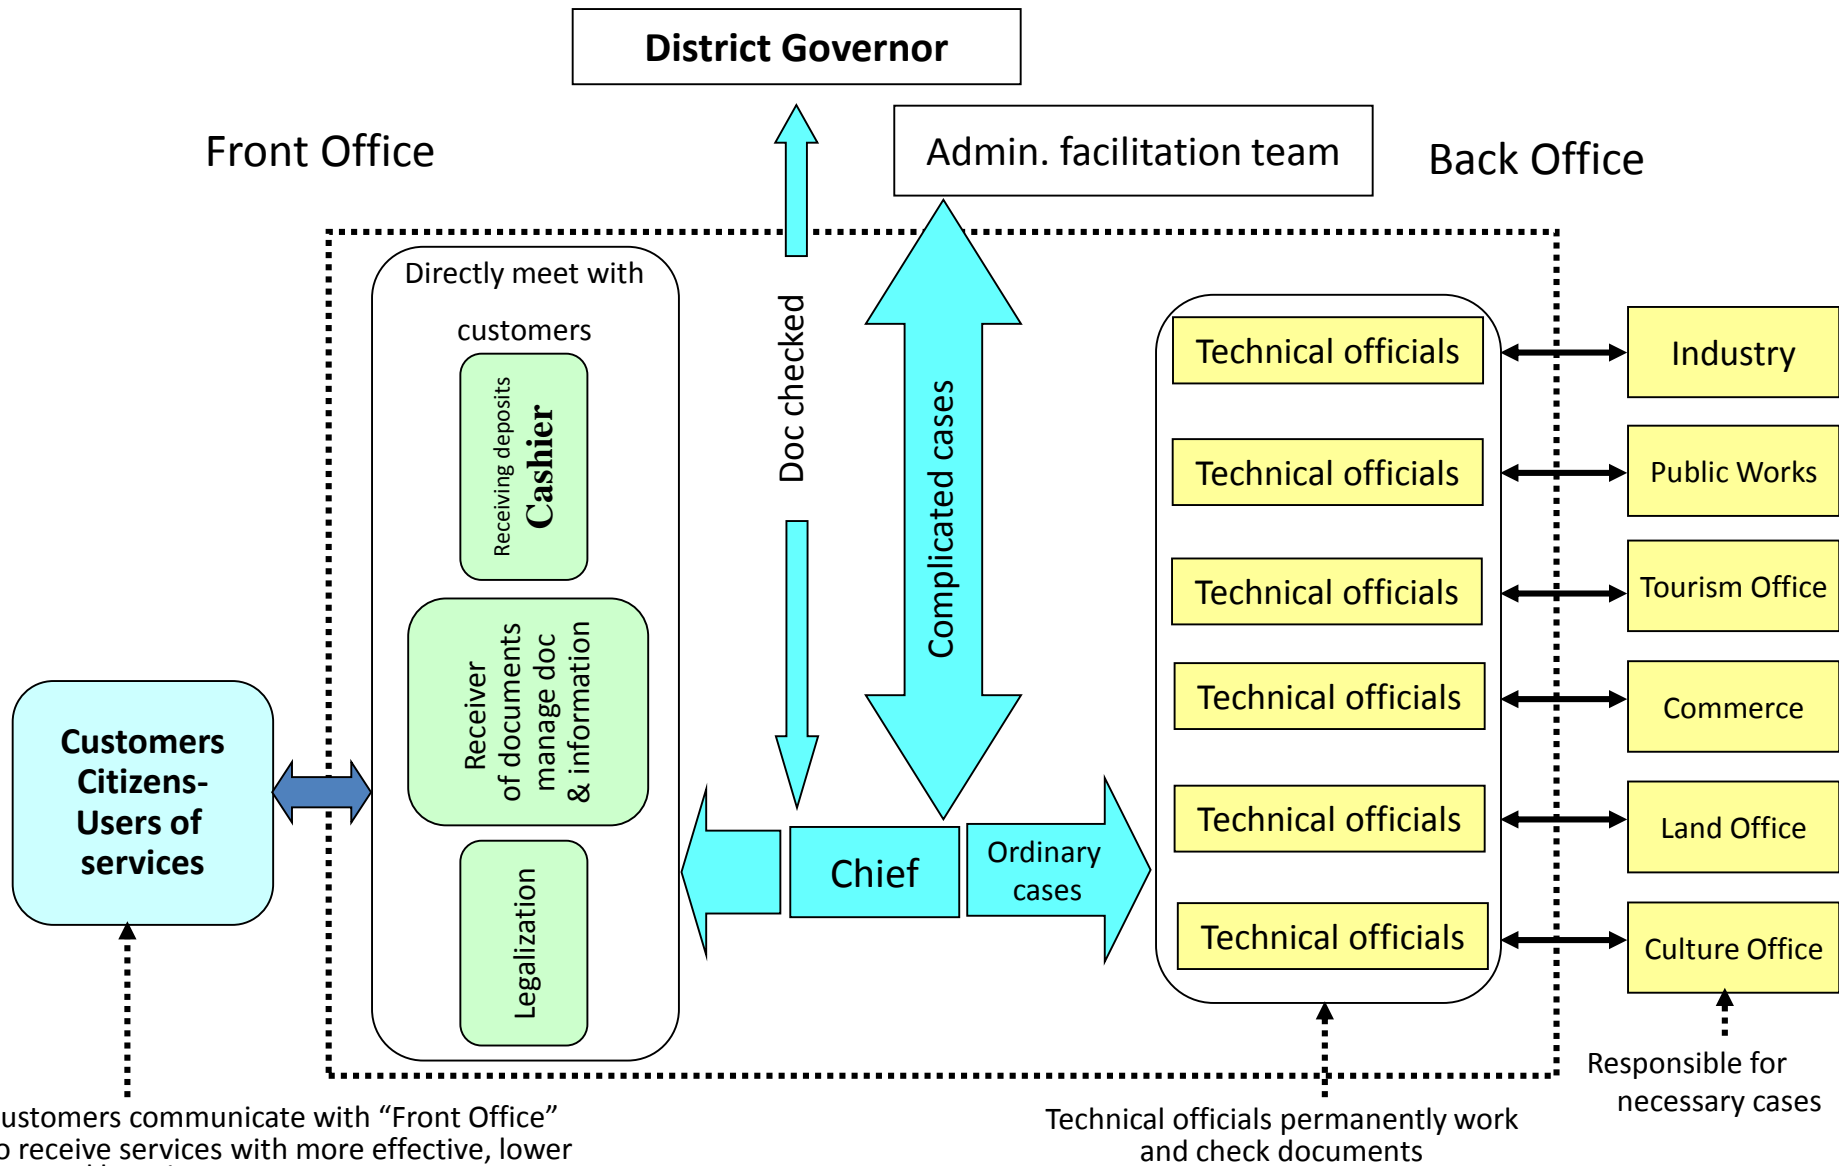 District Governor
Admin. facilitation team
Front Office
Back Office
Directly meet with
customers
Receiving deposits
Cashier
Receiver
of documents
manage doc
& information
Legalization
Customers
Citizens-
Users of
services
Doc checked
Complicated cases
Chief
Ordinary
cases
Technical officials
Technical officials
Technical officials
Technical officials
Technical officials
Technical officials
Industry
Public Works
Tourism Office
Commerce
Land Office
Culture Office
ustomers communicate with “Front Office”
o receive services with more effective, lower
Technical officials permanently work
and check documents
Responsible for
necessary cases